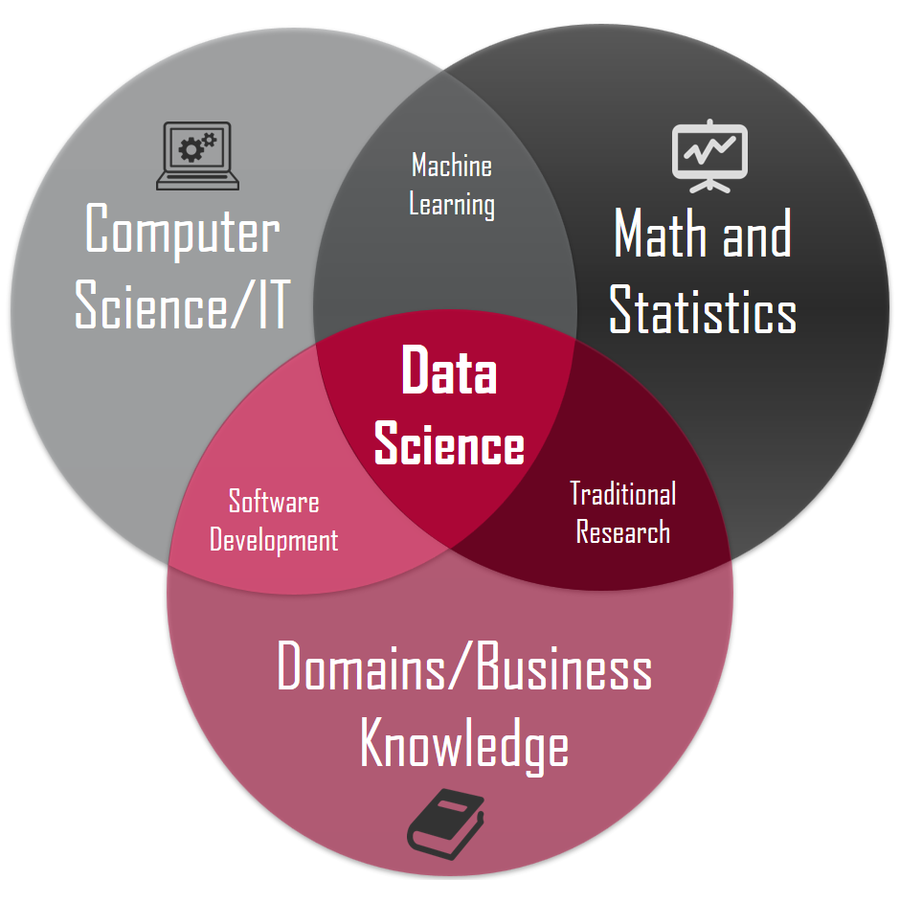 Machine
Learning
Computer
Science/IT
Math and
Statistics
Data
Science
Software
Development
Traditional
Research
Domains/Business
Knowledge